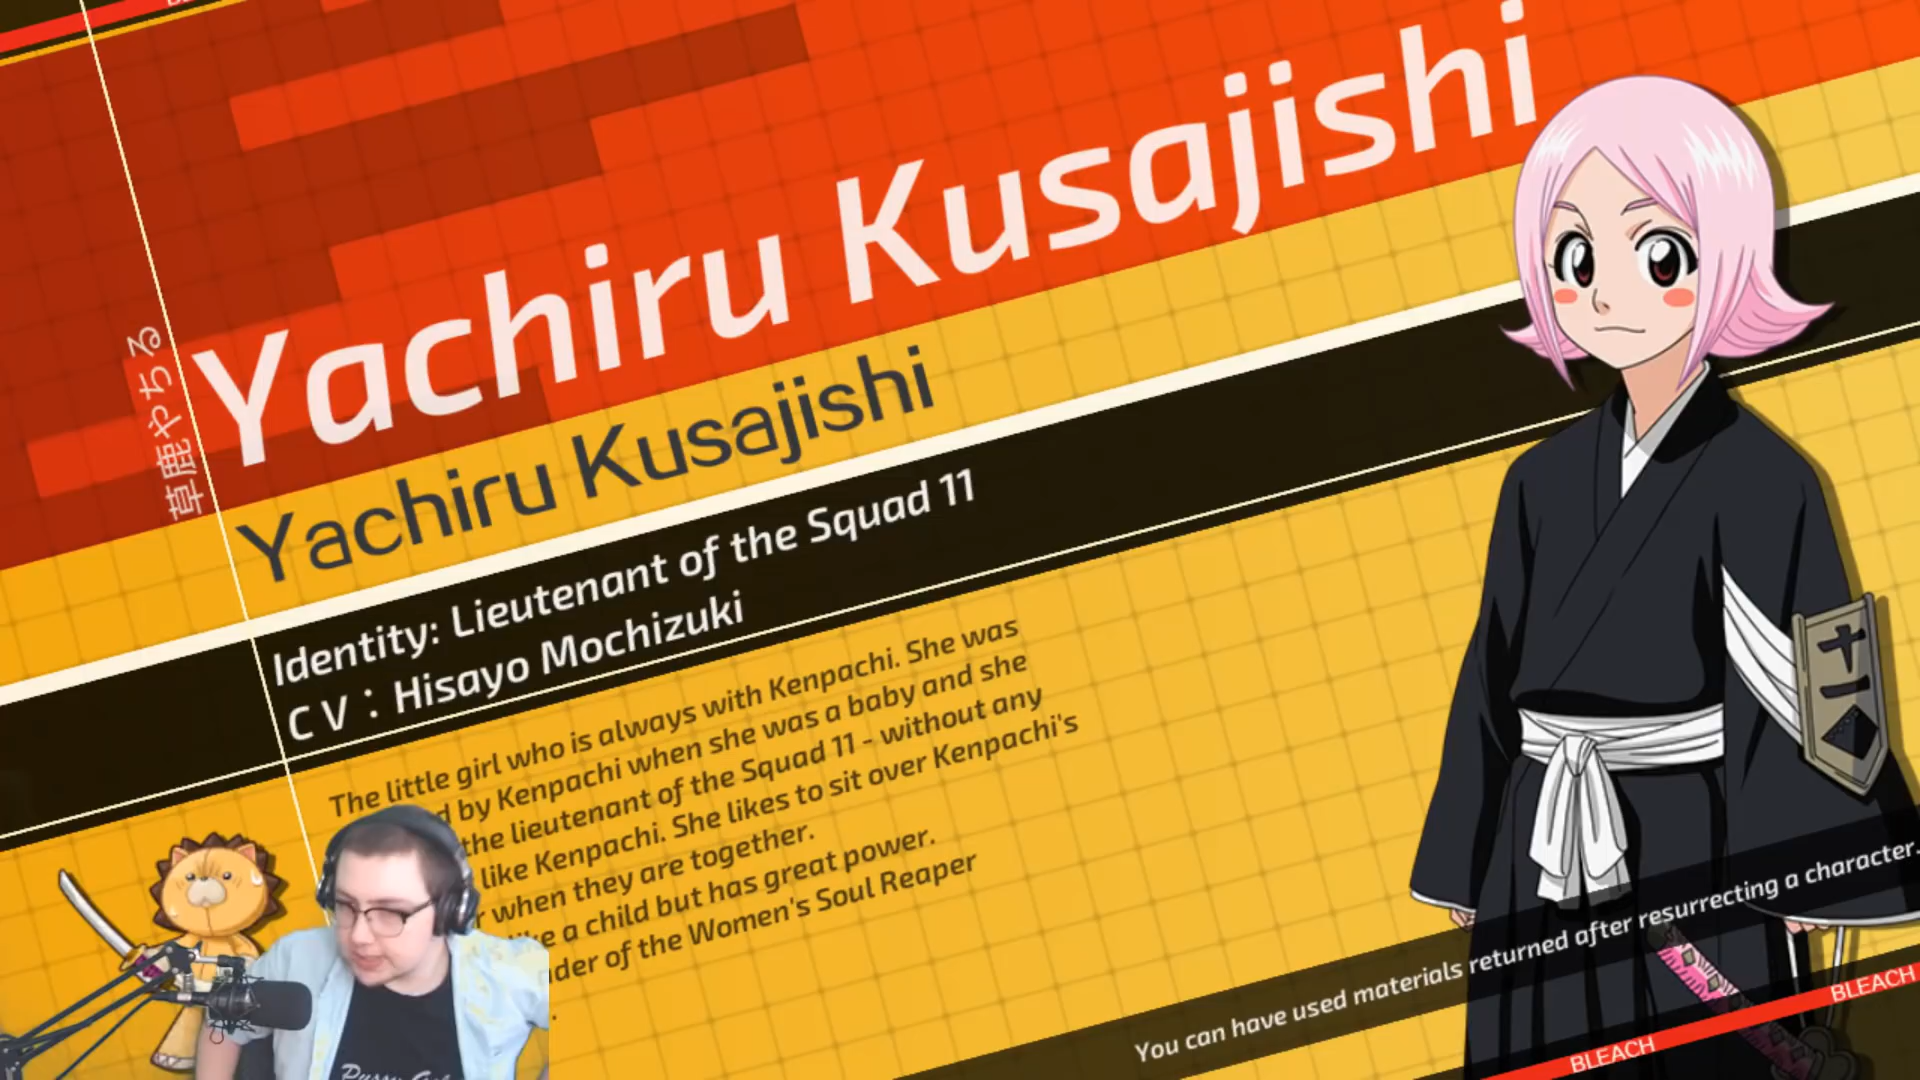 草鹿やちる
Yachiru Kusajishi
Yachiru Kusajishi
Identity: Lieutenant of the Squad 11
CV：Hisayo Mochizuki
The little girl who is always with Kenpachi. She was
by Kenpachi when she was a baby and she
the lieutenant of the Squad 11 - without any
like Kenpachi. She likes to sit over Kenpachi's
when they are together.
a child but has great power.
of the Women's Soul Reaper
十一
You can have used materials returned after resurrecting a character.
BLEACH
BLEACH